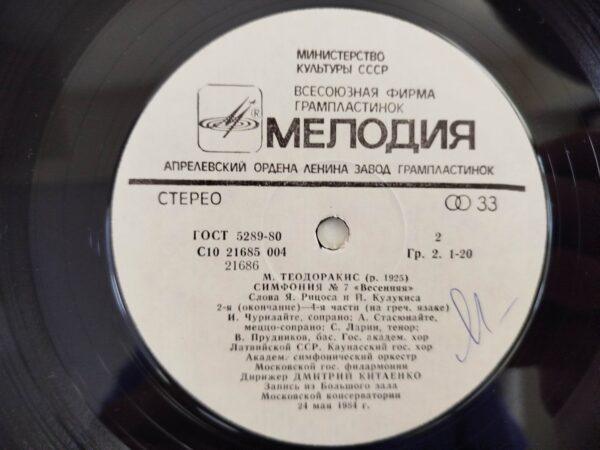 МИНИСТЕРСТВО
КУЛЬТУРЫ СССР
ВСЕСОЮЗНАЯ ФИРМА
ГРАМПЛАСТИНОК
МЕЛОДИЯ
АПРЕЛЕВСКИЙ ОРДЕНА ЛЕНИНА ЗАВОД ГРАМПЛАСТИНОК
СТЕРЕО 33
ГОСТ 5289-80 2
С10 21685 004 Гр. 2. 1-20
21686
М. ТЕОДОРАКИС (р. 1925)
СИМФОНИЯ № 7 «Весенняя»
Слова Я. Рицоса и Й. Кулукиса
2-я (окончание)—4-я части (на греч. языке)
И. Чурилайте, сопрано; А. Стасюнайте,
меццо-сопрано; С. Ларин, тенор;
В. Прудников, бас. Гос. академ. хор
Латвийской ССР. Каунасский гос. хор
Академ. симфонический оркестр
Московской гос. филармонии
Дирижер ДМИТРИЙ КИТАЕНКО
Запись из Большого зала
Московской консерватории
24 мая 1984 г.